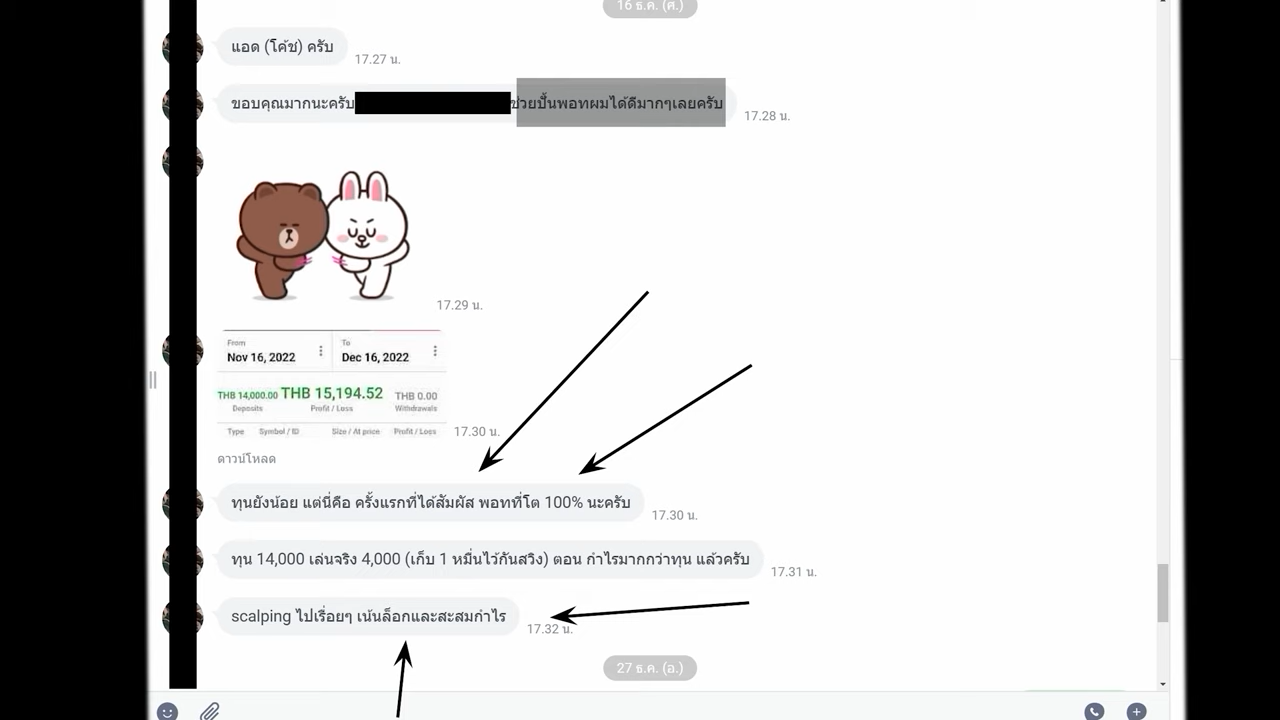 16 ธ.ค. (ศ.)
แอด (โค้ช) ครับ
17.27 น.
ขอบคุณมากนะครับ ช่วยปั้นพอทผมได้ดีมากๆเลยครับ
17.28 น.
17.29 น.
From
To
Nov 16, 2022
Dec 16, 2022
THB 14,000.00 THB 15,194.52 THB 0.00
Deposits Profit / Loss Withdrawals
Type Symbol / ID Size / At price Profit / Loss
17.30 น.
ดาวน์โหลด
ทุนยังน้อย แต่นี่คือ ครั้งแรกที่ได้สัมผัส พอทที่โต 100% นะครับ
17.30 น.
ทุน 14,000 เล่นจริง 4,000 (เก็บ 1 หมื่นไว้กันสวิง) ตอน กำไรมากกว่าทุน แล้วครับ
17.31 น.
scalping ไปเรื่อยๆ เน้นล็อกและสะสมกำไร
17.32 น.
27 ธ.ค. (อ.)